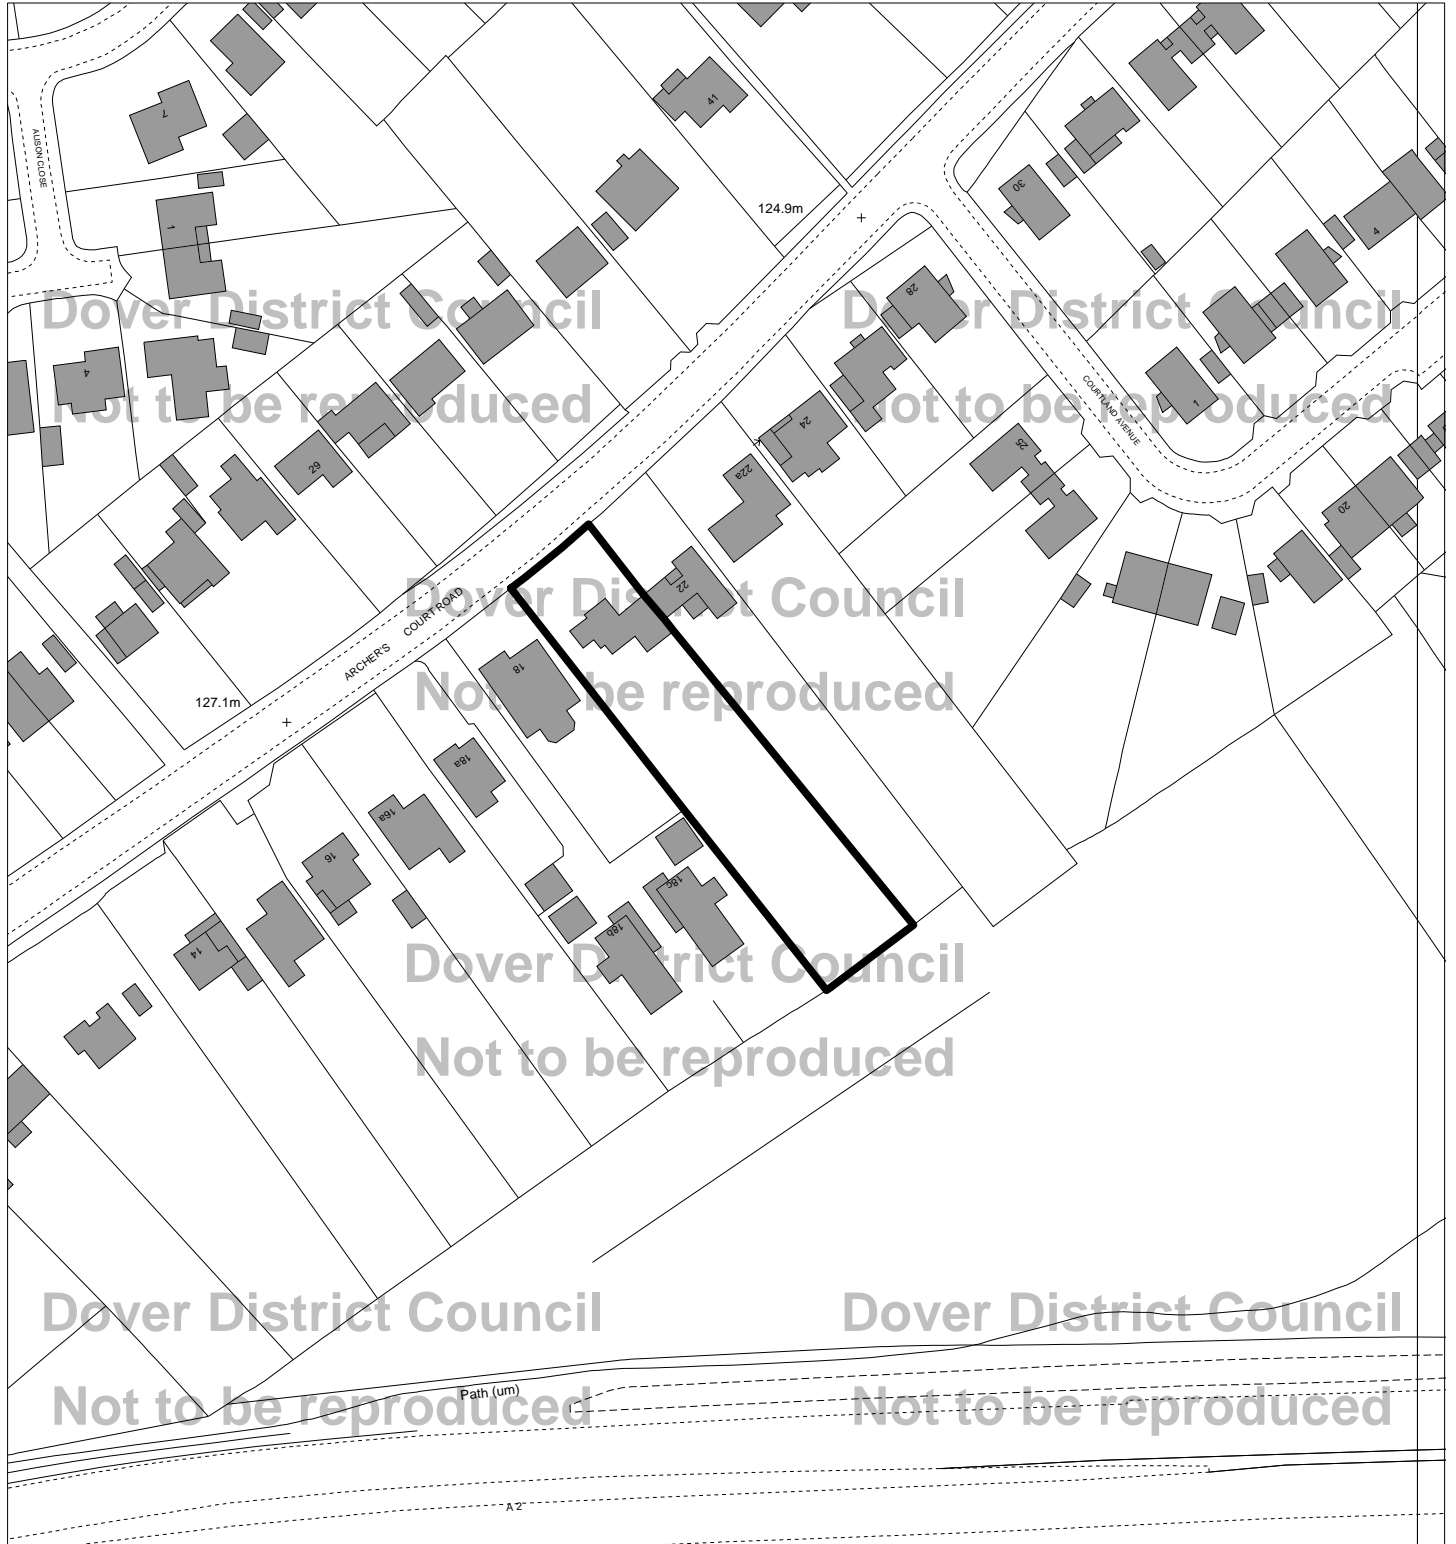 41
7
ALISON CLOSE
30
124.9m
1
4
28
Dover District Council
Dover District Council
4
1
COURTLAND AVENUE
Not to be reproduced
Not to be reproduced
24
25
29
22a
20
22
Dover District Council
ARCHER'S COURT ROAD
18
Not to be reproduced
127.1m
18a
16a
16
18c
18b
14
Dover District Council
Not to be reproduced
Dover District Council
Dover District Council
Path (um)
Not to be reproduced
Not to be reproduced
A 2